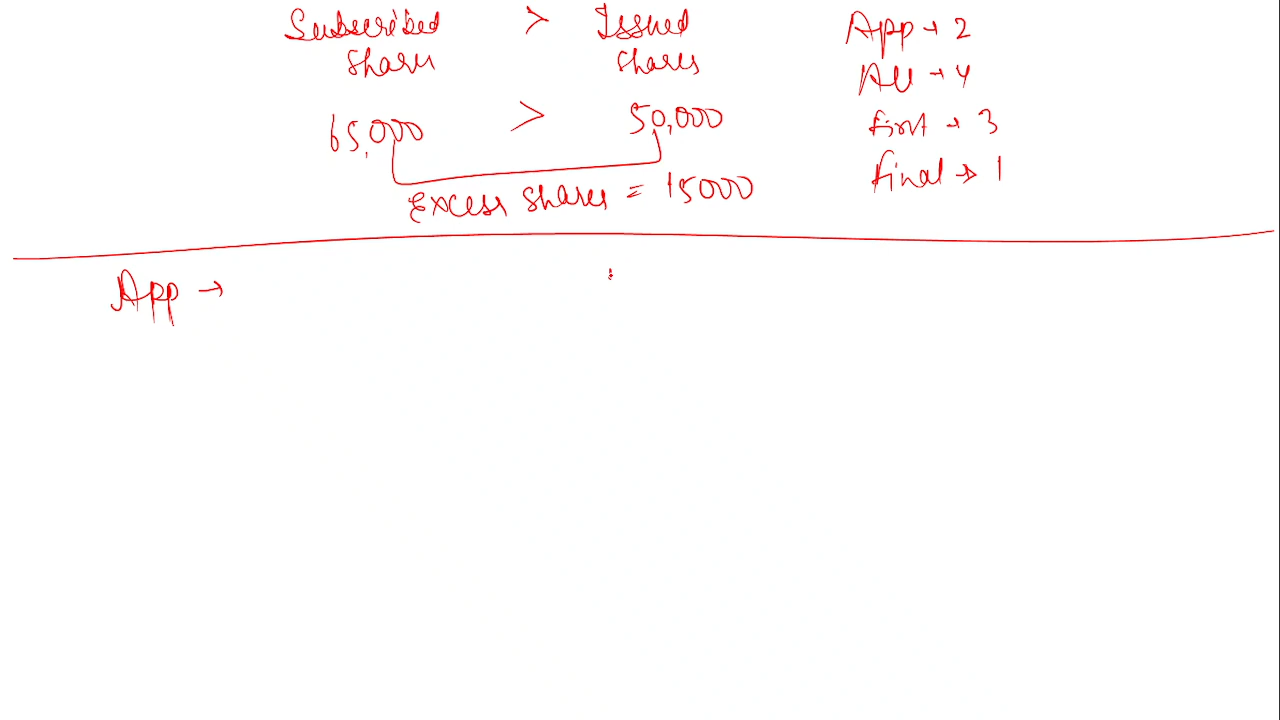 Subscribed > Issued
shares shares
65,000 > 50,000
Excess shares = 15000
App → 2
All → 4
first → 3
final → 1
App →